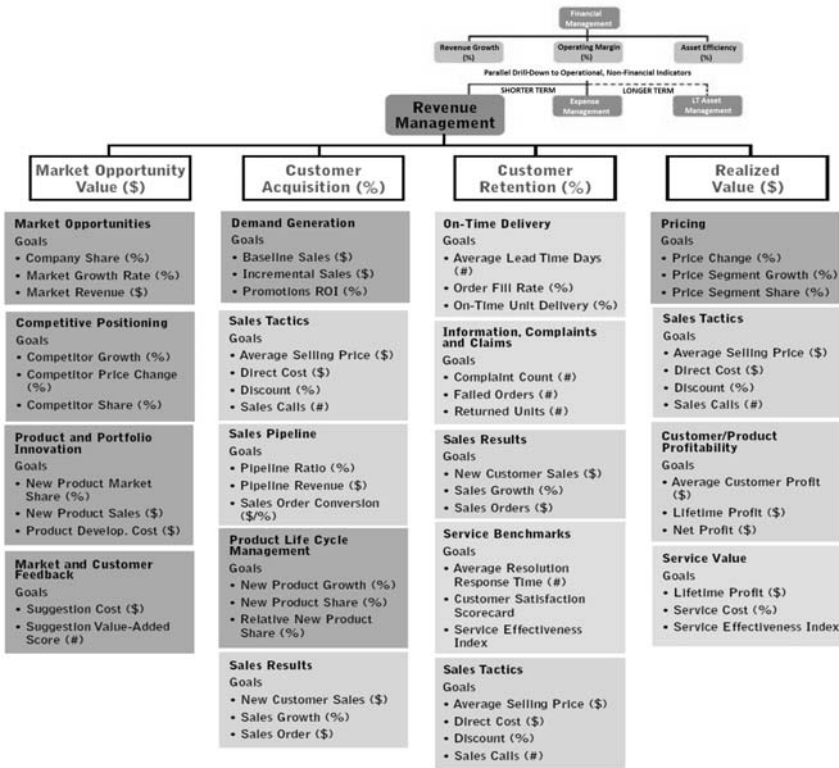 Financial
Management
Revenue Growth
(%)
Operating Margin
(%)
Asset Efficiency
(%)
Parallel Drill-Down to Operational, Non-Financial Indicators
SHORTER TERM
LONGER TERM
Revenue
Management
Expense
Management
LT Asset
Management
Market Opportunity
Value ($)
Market Opportunities
Goals
• Company Share (%)
• Market Growth Rate (%)
• Market Revenue ($)
Competitive Positioning
Goals
• Competitor Growth (%)
• Competitor Price Change
(%)
• Competitor Share (%)
Product and Portfolio
Innovation
Goals
• New Product Market
Share (%)
• New Product Sales ($)
• Product Develop. Cost ($)
Market and Customer
Feedback
Goals
• Suggestion Cost ($)
• Suggestion Value-Added
Score (#)
Customer
Acquisition (%)
Demand Generation
Goals
• Baseline Sales ($)
• Incremental Sales ($)
• Promotions ROI (%)
Sales Tactics
Goals
• Average Selling Price ($)
• Direct Cost ($)
• Discount (%)
• Sales Calls (#)
Sales Pipeline
Goals
• Pipeline Ratio (%)
• Pipeline Revenue ($)
• Sales Order Conversion
($/%)
Product Life Cycle
Management
Goals
• New Product Growth (%)
• New Product Share (%)
• Relative New Product
Share (%)
Sales Results
Goals
• New Customer Sales ($)
• Sales Growth (%)
• Sales Order ($)
Customer
Retention (%)
On-Time Delivery
Goals
• Average Lead Time Days
(#)
• Order Fill Rate (%)
• On-Time Unit Delivery (%)
Information, Complaints
and Claims
Goals
• Complaint Count (#)
• Failed Orders (#)
• Returned Units (#)
Sales Results
Goals
• New Customer Sales ($)
• Sales Growth (%)
• Sales Orders ($)
Service Benchmarks
Goals
• Average Resolution
Response Time (#)
• Customer Satisfaction
Scorecard
• Service Effectiveness
Index
Sales Tactics
Goals
• Average Selling Price ($)
• Direct Cost ($)
• Discount (%)
• Sales Calls (#)
Realized
Value ($)
Pricing
Goals
• Price Change (%)
• Price Segment Growth (%)
• Price Segment Share (%)
Sales Tactics
Goals
• Average Selling Price ($)
• Direct Cost ($)
• Discount (%)
• Sales Calls (#)
Customer/Product
Profitability
Goals
• Average Customer Profit
($)
• Lifetime Profit ($)
• Net Profit ($)
Service Value
Goals
• Lifetime Profit ($)
• Service Cost (%)
• Service Effectiveness Index